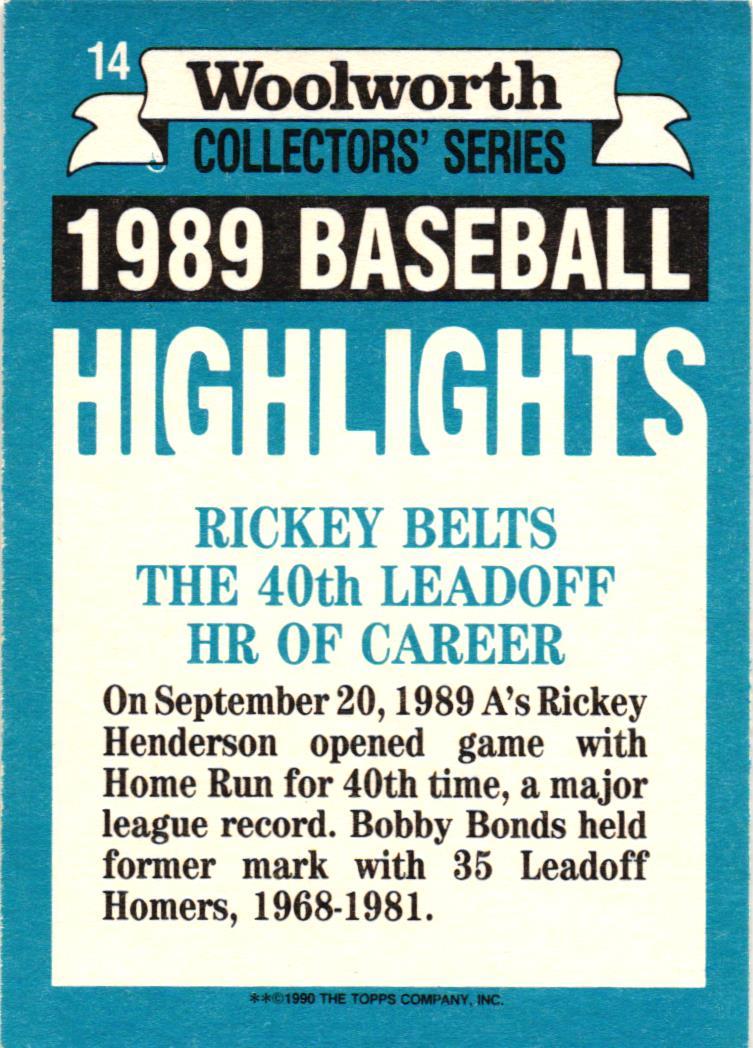 14
Woolworth
COLLECTORS' SERIES
1989 BASEBALL
HIGHLIGHTS
RICKEY BELTS
THE 40th LEADOFF
HR OF CAREER
On September 20, 1989 A's Rickey
Henderson opened game with
Home Run for 40th time, a major
league record. Bobby Bonds held
former mark with 35 Leadoff
Homers, 1968-1981.
**©1990 THE TOPPS COMPANY, INC.